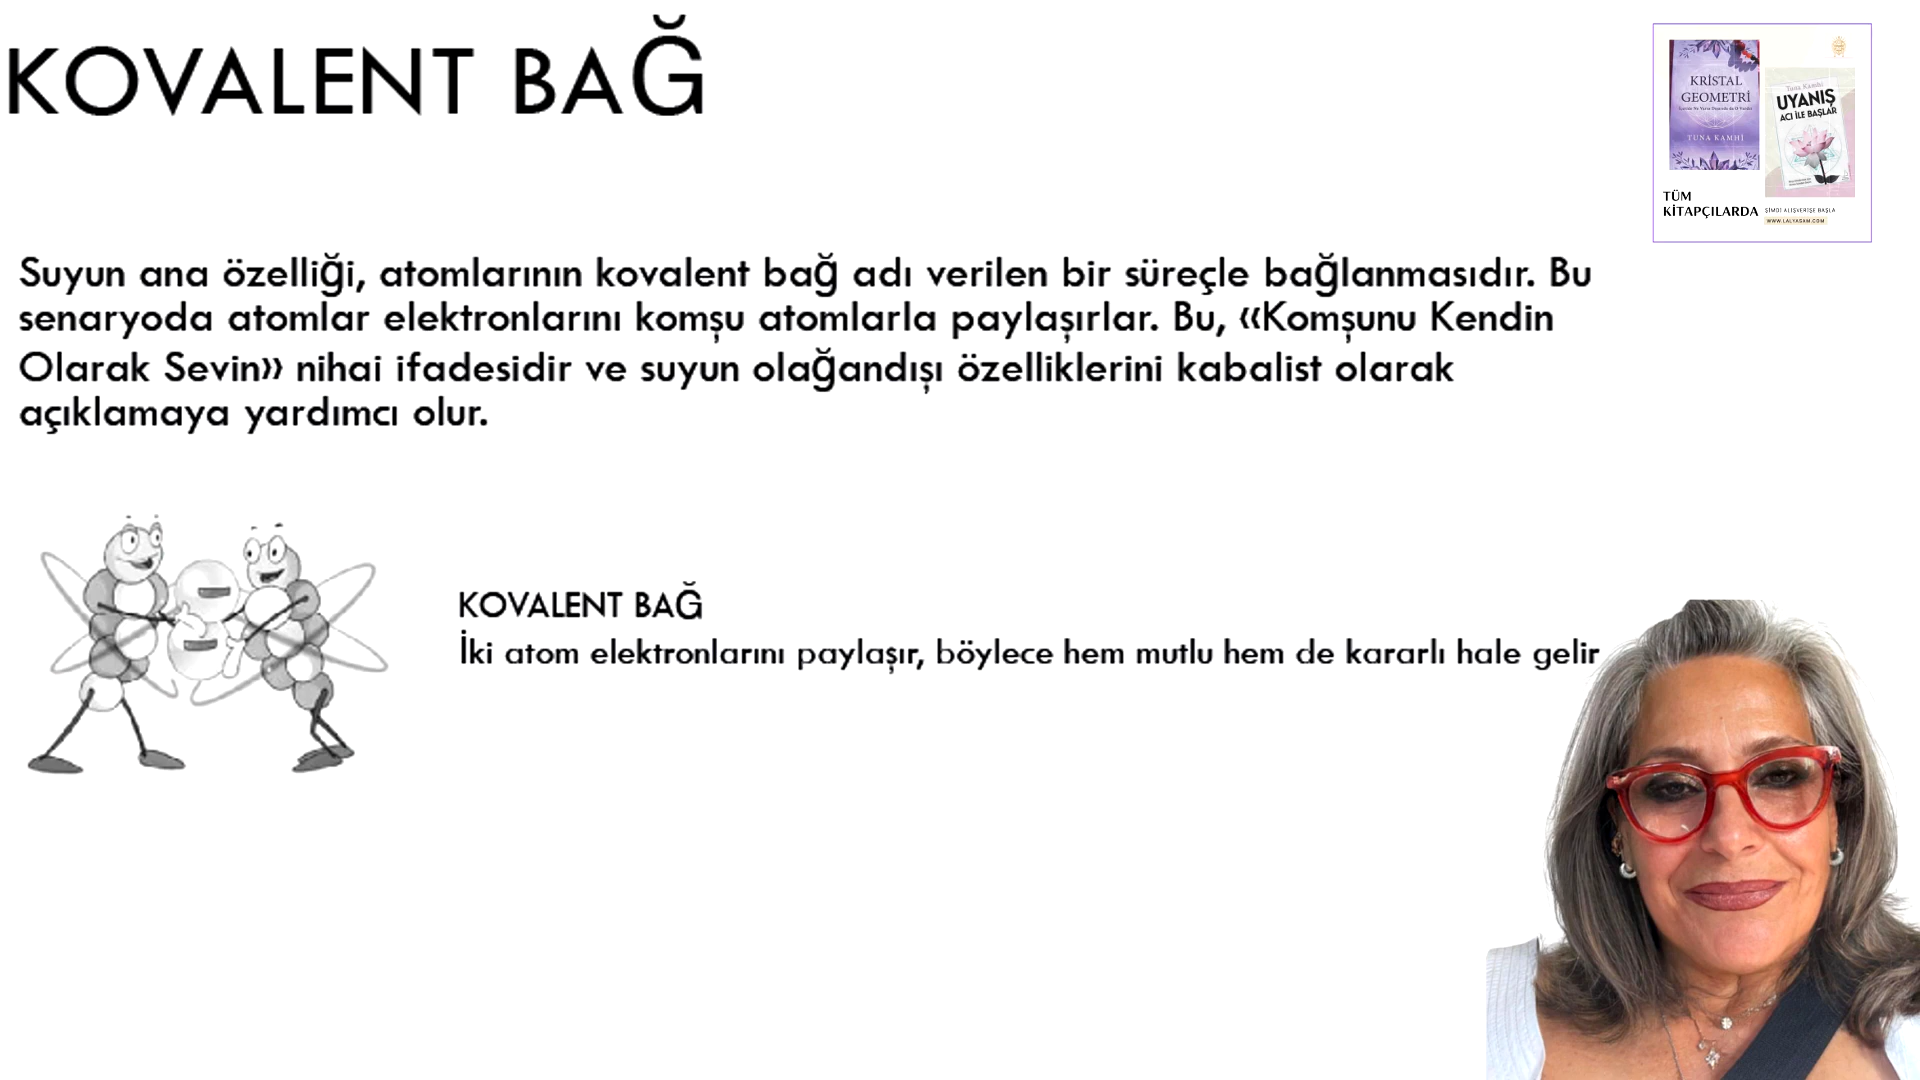 KOVALENT BAĞ
KRİSTAL
GEOMETRİ
TUNA KAMHİ
Tuna Kamhi
UYANIŞ
ACI İLE BAŞLAR
TÜM
KİTAPÇILARDA
ŞİMDİ ALIŞVERİŞE BAŞLA
WWW.LALYASAM.COM
Suyun ana özelliği, atomlarının kovalent bağ adı verilen bir süreçle bağlanmasıdır. Bu
senaryoda atomlar elektronlarını komşu atomlarla paylaşırlar. Bu, «Komşunu Kendin
Olarak Sevin» nihai ifadesidir ve suyun olağandışı özelliklerini kabalist olarak
açıklamaya yardımcı olur.
KOVALENT BAĞ
İki atom elektronlarını paylaşır, böylece hem mutlu hem de kararlı hale gelir